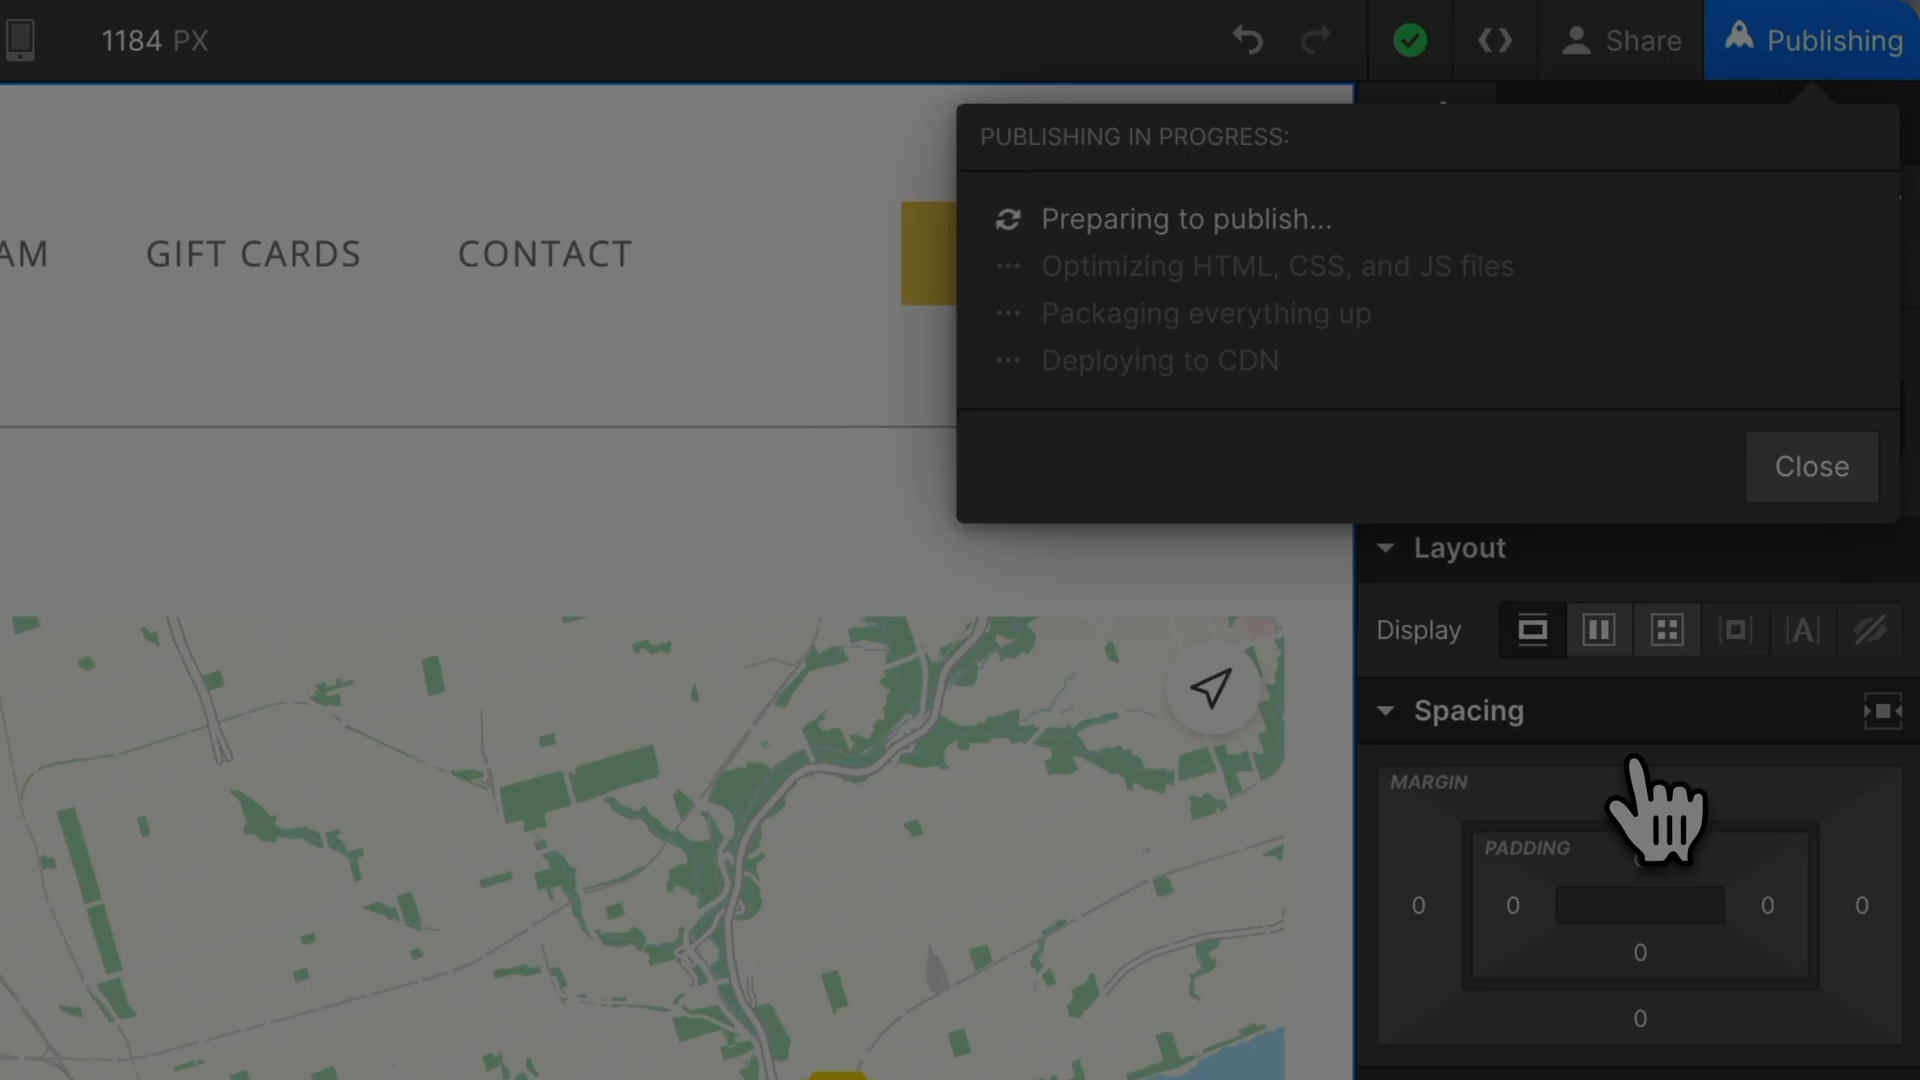 1184 PX
Share
Publishing
PUBLISHING IN PROGRESS:
Preparing to publish...
Optimizing HTML, CSS, and JS files
Packaging everything up
Deploying to CDN
Close
AM
GIFT CARDS
CONTACT
Layout
Display
A
Spacing
MARGIN
PADDING
0
0
0
0
0
0